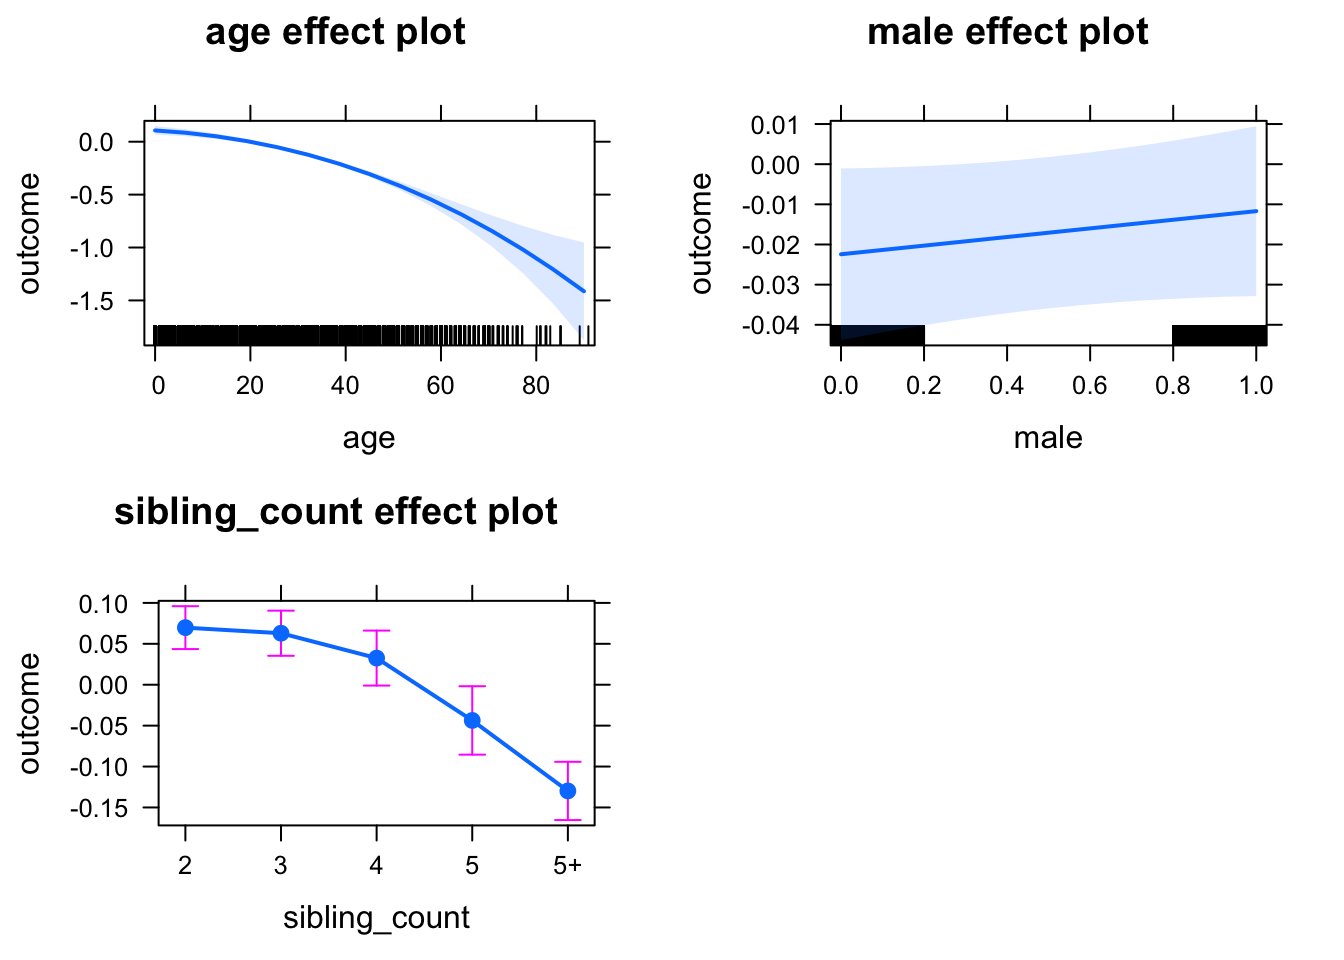 age effect plot
outcome
0.0
-0.5
-1.0
-1.5
0 20 40 60 80
age
male effect plot
outcome
0.01
0.00
-0.01
-0.02
-0.03
-0.04
0.0 0.2 0.4 0.6 0.8 1.0
male
sibling_count effect plot
outcome
0.10
0.05
0.00
-0.05
-0.10
-0.15
2 3 4 5 5+
sibling_count